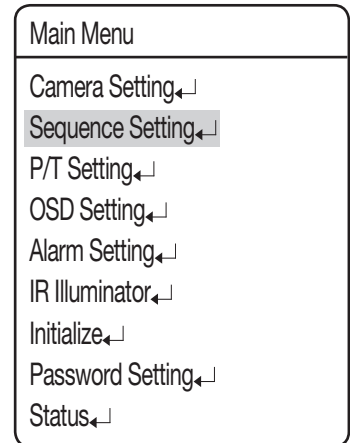 Main Menu
Camera Setting↵
Sequence Setting↵
P/T Setting↵
OSD Setting↵
Alarm Setting↵
IR Illuminator↵
Initialize↵
Password Setting↵
Status↵